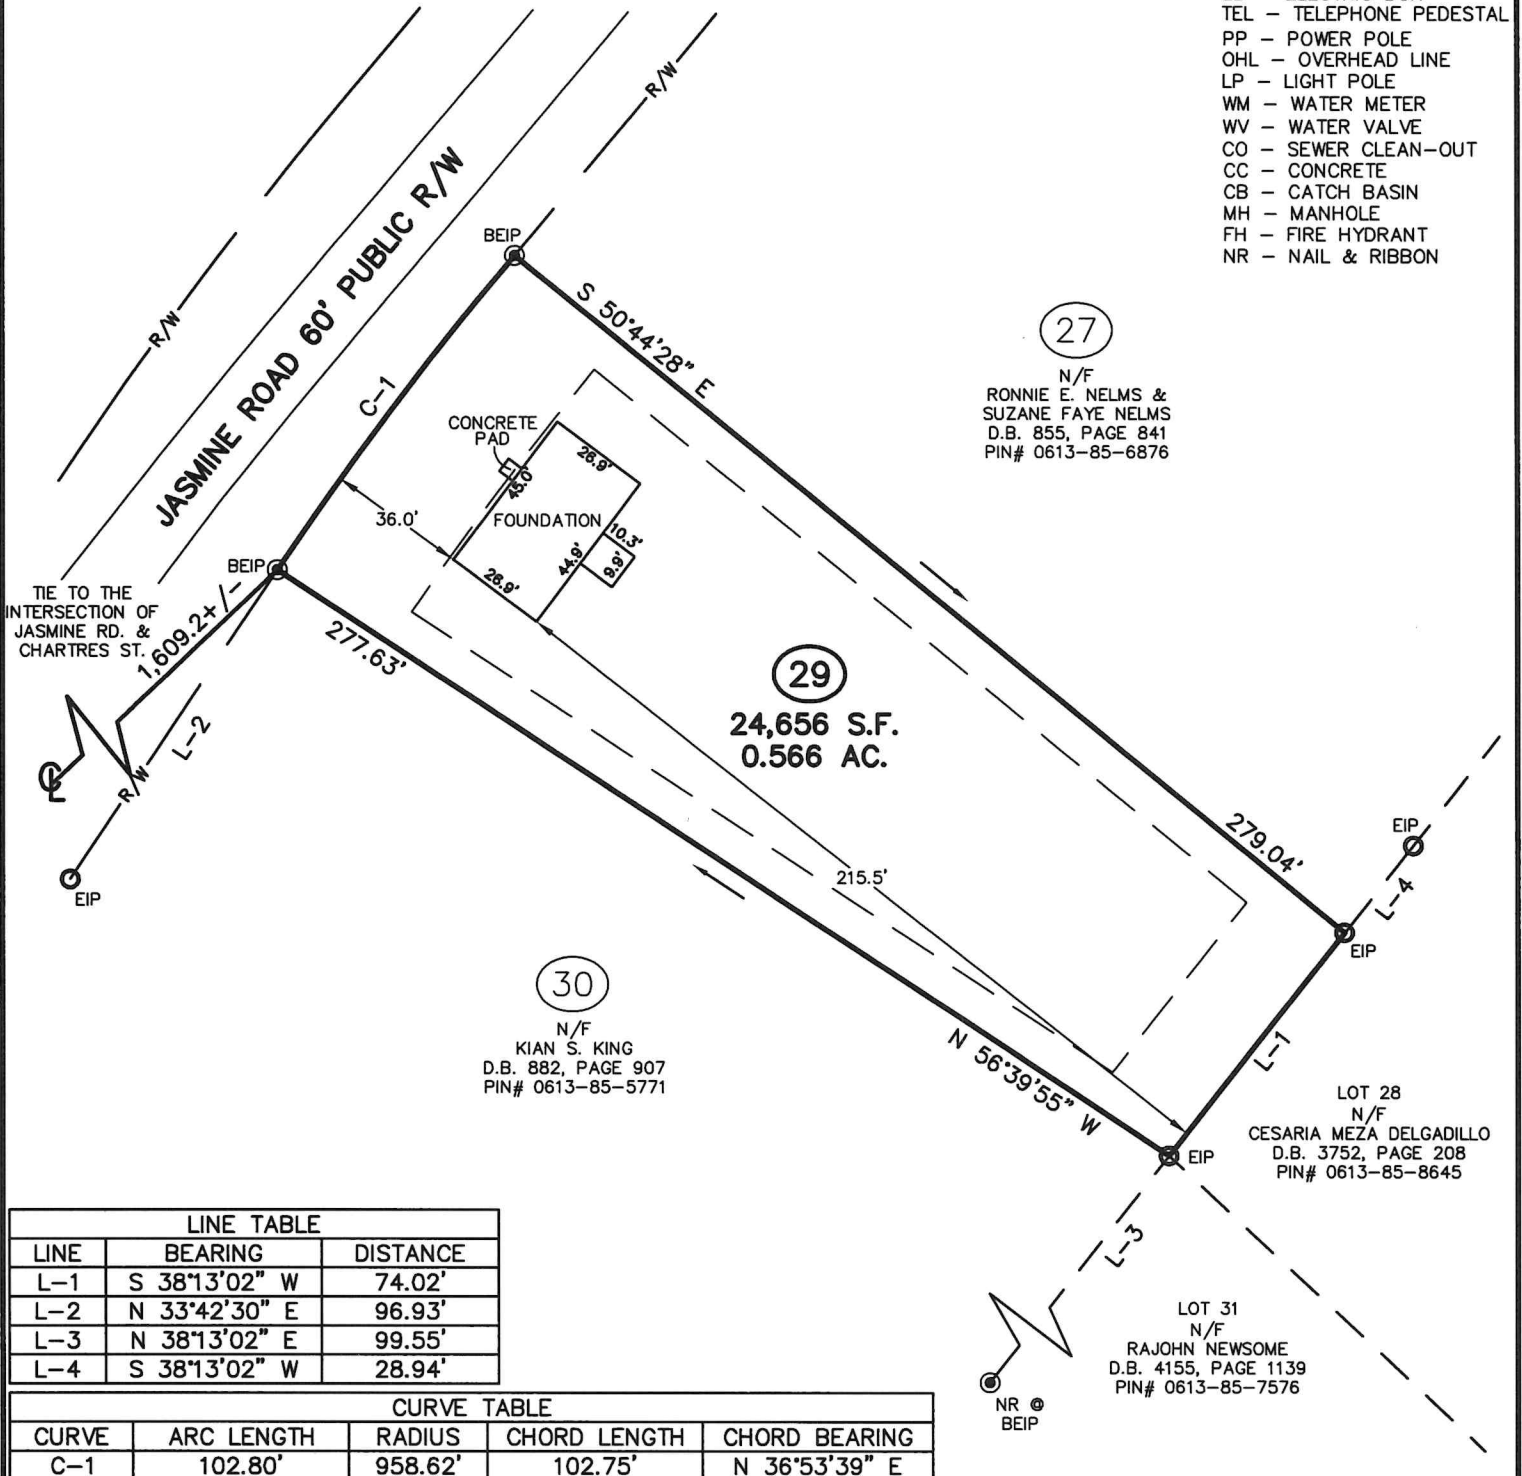 TEL – TELEPHONE PEDESTAL
PP – POWER POLE
OHL – OVERHEAD LINE
LP – LIGHT POLE
WM – WATER METER
WV – WATER VALVE
CO – SEWER CLEAN–OUT
CC – CONCRETE
CB – CATCH BASIN
MH – MANHOLE
FH – FIRE HYDRANT
NR – NAIL & RIBBON
R/W
R/W
JASMINE ROAD 60' PUBLIC R/W
BEIP
C–1
S 50°44'28" E
27
N/F
RONNIE E. NELMS &
SUZANE FAYE NELMS
D.B. 855, PAGE 841
PIN# 0613–85–6876
CONCRETE
PAD
26.9'
45.0'
36.0'
FOUNDATION
10.3'
9.9'
44.9'
26.9'
BEIP
TIE TO THE
INTERSECTION OF
JASMINE RD. &
CHARTRES ST.
1,609.2+/–
277.63'
29
24,656 S.F.
0.566 AC.
L–2
R/W
CL
EIP
279.04'
EIP
L–4
215.5'
EIP
30
N/F
KIAN S. KING
D.B. 882, PAGE 907
PIN# 0613–85–5771
N 56°39'55" W
L–1
EIP
LOT 28
N/F
CESARIA MEZA DELGADILLO
D.B. 3752, PAGE 208
PIN# 0613–85–8645
L–3
LOT 31
N/F
RAJOHN NEWSOME
D.B. 4155, PAGE 1139
PIN# 0613–85–7576
NR @
BEIP
LINE TABLE
LINE BEARING DISTANCE
L–1 S 38°13'02" W 74.02'
L–2 N 33°42'30" E 96.93'
L–3 N 38°13'02" E 99.55'
L–4 S 38°13'02" W 28.94'
CURVE TABLE
CURVE ARC LENGTH RADIUS CHORD LENGTH CHORD BEARING
C–1 102.80' 958.62' 102.75' N 36°53'39" E